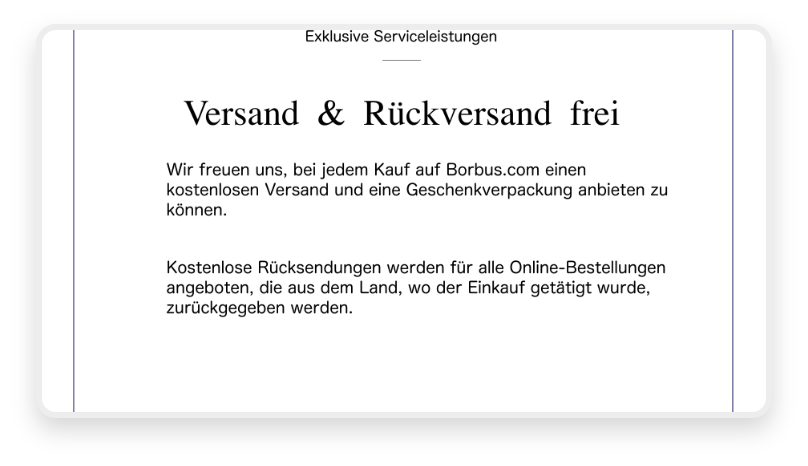 Exklusive Serviceleistungen
Versand & Rückversand frei
Wir freuen uns, bei jedem Kauf auf Borbus.com einen
kostenlosen Versand und eine Geschenkverpackung anbieten zu
können.
Kostenlose Rücksendungen werden für alle Online-Bestellungen
angeboten, die aus dem Land, wo der Einkauf getätigt wurde,
zurückgegeben werden.